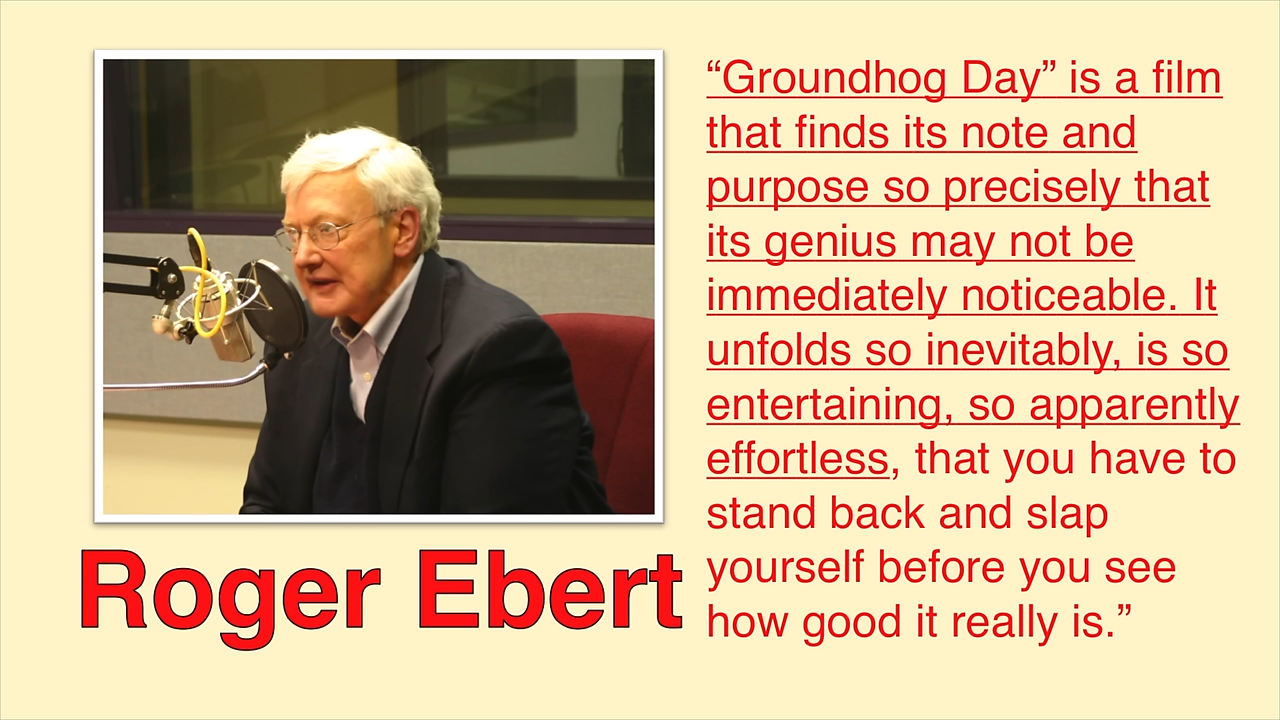 “Groundhog Day” is a film
that finds its note and
purpose so precisely that
its genius may not be
immediately noticeable. It
unfolds so inevitably, is so
entertaining, so apparently
effortless, that you have to
stand back and slap
yourself before you see
how good it really is.”
Roger Ebert